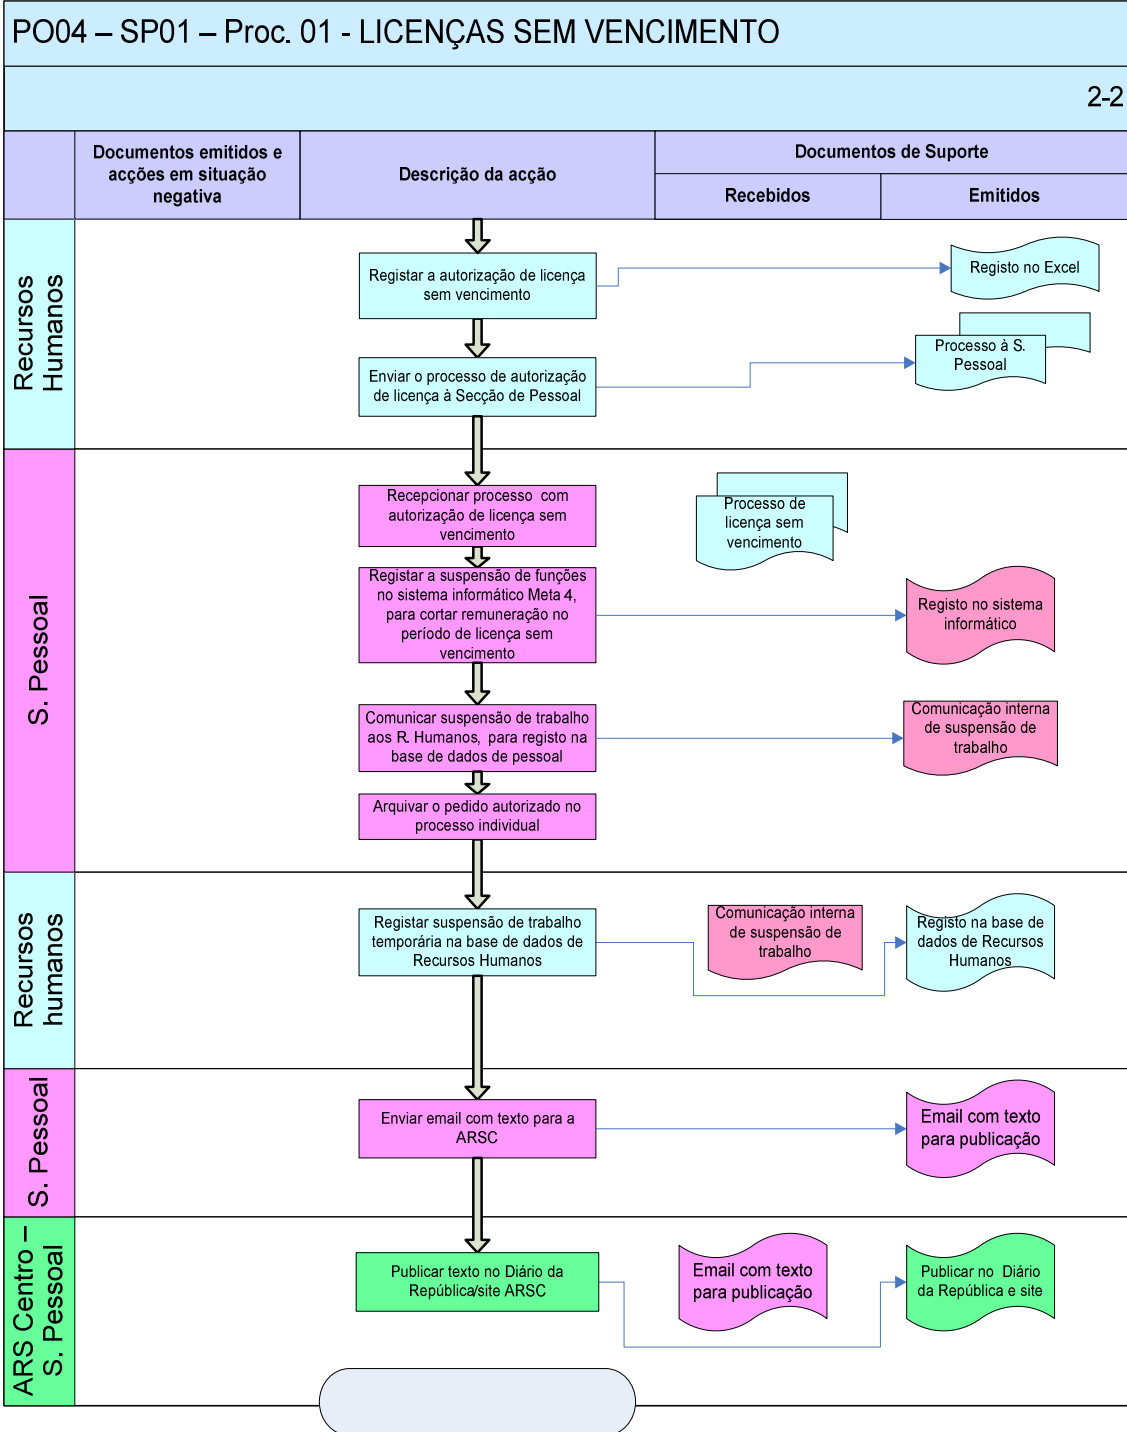 PO04 – SP01 – Proc. 01 - LICENÇAS SEM VENCIMENTO
2-2
Documentos emitidos e
acções em situação
negativa
Descrição da acção
Documentos de Suporte
Recebidos
Emitidos
Recursos
Humanos
Registar a autorização de licença
sem vencimento
Registo no Excel
Enviar o processo de autorização
de licença à Secção de Pessoal
Processo à S.
Pessoal
S. Pessoal
Recepcionar processo com
autorização de licença sem
vencimento
Processo de
licença sem
vencimento
Registar a suspensão de funções
no sistema informático Meta 4,
para cortar remuneração no
período de licença sem
vencimento
Registo no sistema
informático
Comunicar suspensão de trabalho
aos R. Humanos, para registo na
base de dados de pessoal
Comunicação interna
de suspensão de
trabalho
Arquivar o pedido autorizado no
processo individual
Recursos
humanos
Registar suspensão de trabalho
temporária na base de dados de
Recursos Humanos
Comunicação interna
de suspensão de
trabalho
Registo na base de
dados de Recursos
Humanos
S. Pessoal
Enviar email com texto para a
ARSC
Email com texto
para publicação
ARS Centro –
S. Pessoal
Publicar texto no Diário da
República/site ARSC
Email com texto
para publicação
Publicar no Diário
da República e site